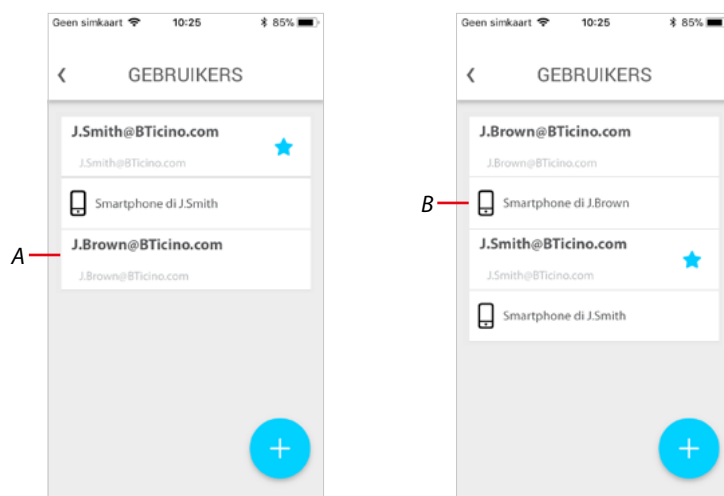 Geen simkaart 10:25 85%
GEBRUIKERS
J.Smith@BTicino.com
J.Smith@BTicino.com
Smartphone di J.Smith
A
J.Brown@BTicino.com
J.Brown@BTicino.com
+
Geen simkaart 10:25 85%
GEBRUIKERS
J.Brown@BTicino.com
J.Brown@BTicino.com
B
Smartphone di J.Brown
J.Smith@BTicino.com
J.Smith@BTicino.com
Smartphone di J.Smith
+